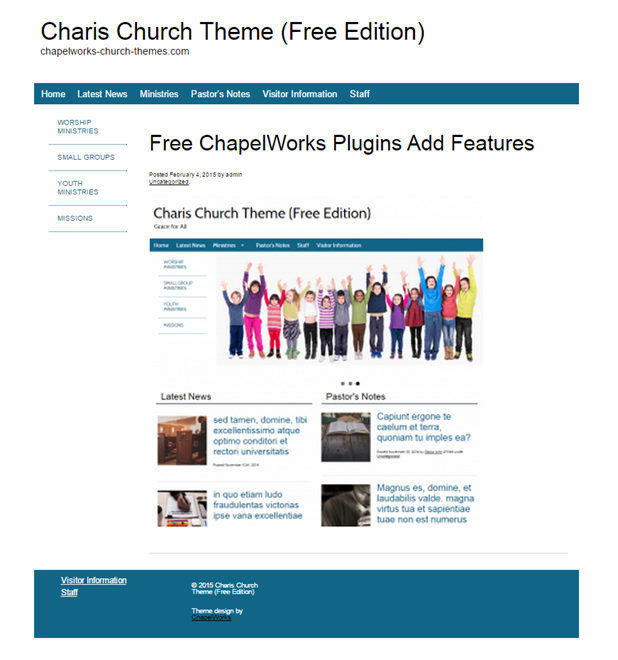 Charis Church Theme (Free Edition)
chapelworks-church-themes.com
Home Latest News Ministries Pastor's Notes Visitor Information Staff
WORSHIP
MINISTRIES
SMALL GROUPS
YOUTH
MINISTRIES
MISSIONS
Free ChapelWorks Plugins Add Features
Posted February 4, 2015 by admin
Uncategorized.
Charis Church Theme (Free Edition)
Grace for All
Home Latest News Ministries Pastor's Notes Staff Visitor Information
WORSHIP
MINISTRIES
SMALL GROUP
MINISTRIES
YOUTH
MINISTRIES
MISSIONS
Latest News
sed tamen, domine, tibi
excellentissimo atque
optimo conditori et
rectori universitatis
Posted November 10th, 2014
in quo etiam ludo
fraudulentas victorias
ipse vana excellentiae
Pastor's Notes
Capiunt ergone te
caelum et terra,
quoniam tu imples ea?
Uncategorized
Magnus es, domine, et
laudabilis valde. magna
virtus tua et sapientiae
tuae non est numerus
Visitor Information
Staff
© 2015 Charis Church
Theme (Free Edition)
Theme design by
ChapelWorks